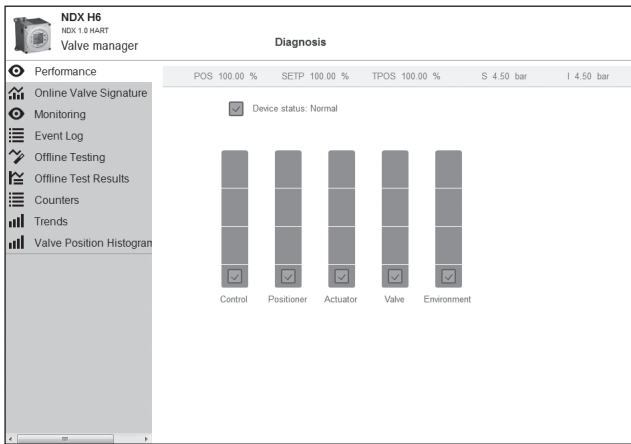 NDX H6
NDX 1.0 HART
Valve manager
Diagnosis
Performance
Online Valve Signature
Monitoring
Event Log
Offline Testing
Offline Test Results
Counters
Trends
Valve Position Histogram
POS 100.00 % SETP 100.00 % TPOS 100.00 % S 4.50 bar I 4.50 bar
Device status: Normal
Control Positioner Actuator Valve Environment